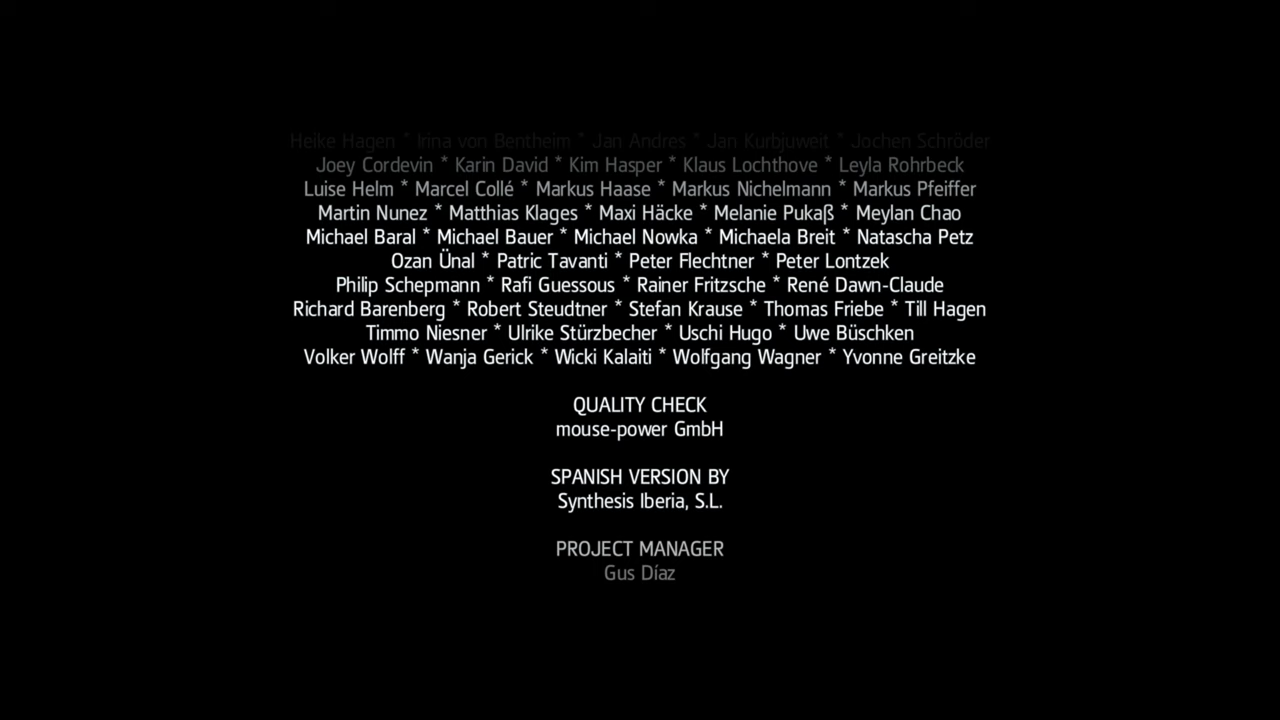 Heike Hagen * Irina von Bentheim * Jan Andres * Jan Kurbjuweit * Jochen Schröder
Joey Cordevin * Karin David * Kim Hasper * Klaus Lochthove * Leyla Rohrbeck
Luise Helm * Marcel Collé * Markus Haase * Markus Nichelmann * Markus Pfeiffer
Martin Nunez * Matthias Klages * Maxi Häcke * Melanie Pukaß * Meylan Chao
Michael Baral * Michael Bauer * Michael Nowka * Michaela Breit * Natascha Petz
Ozan Ünal * Patric Tavanti * Peter Flechtner * Peter Lontzek
Philip Schepmann * Rafi Guessous * Rainer Fritzsche * René Dawn-Claude
Richard Barenberg * Robert Steudtner * Stefan Krause * Thomas Friebe * Till Hagen
Timmo Niesner * Ulrike Stürzbecher * Uschi Hugo * Uwe Büschken
Volker Wolff * Wanja Gerick * Wicki Kalaiti * Wolfgang Wagner * Yvonne Greitzke
QUALITY CHECK
mouse-power GmbH
SPANISH VERSION BY
Synthesis Iberia, S.L.
PROJECT MANAGER
Gus Díaz